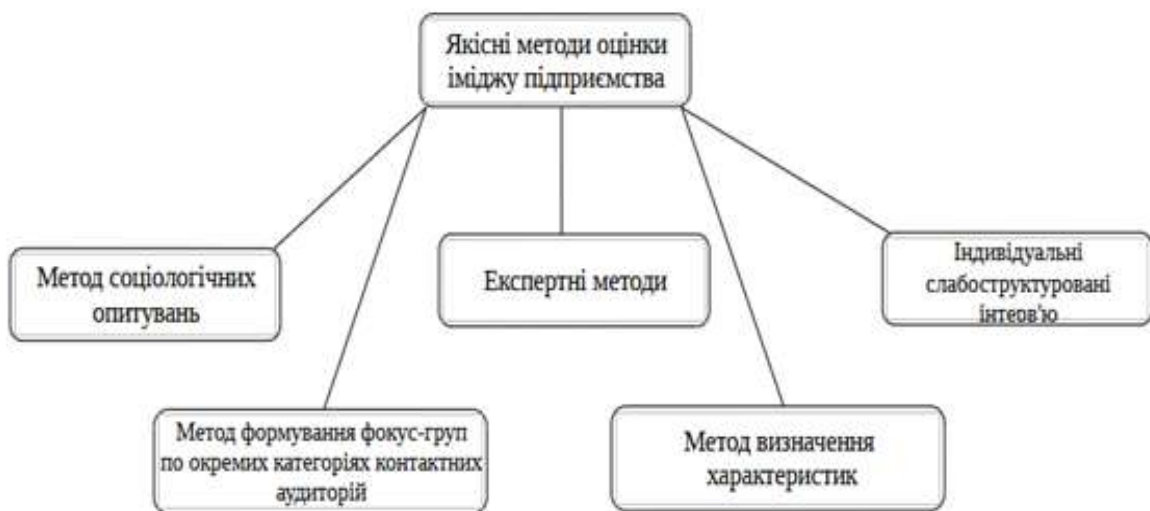 Якісні методи оцінки
іміджу підприємства
Метод соціологічних
опитувань
Експертні методи
Індивідуальні
слабоструктуровані
інтерв'ю
Метод формування фокус-груп
по окремих категоріях контактних
аудиторій
Метод визначення
характеристик